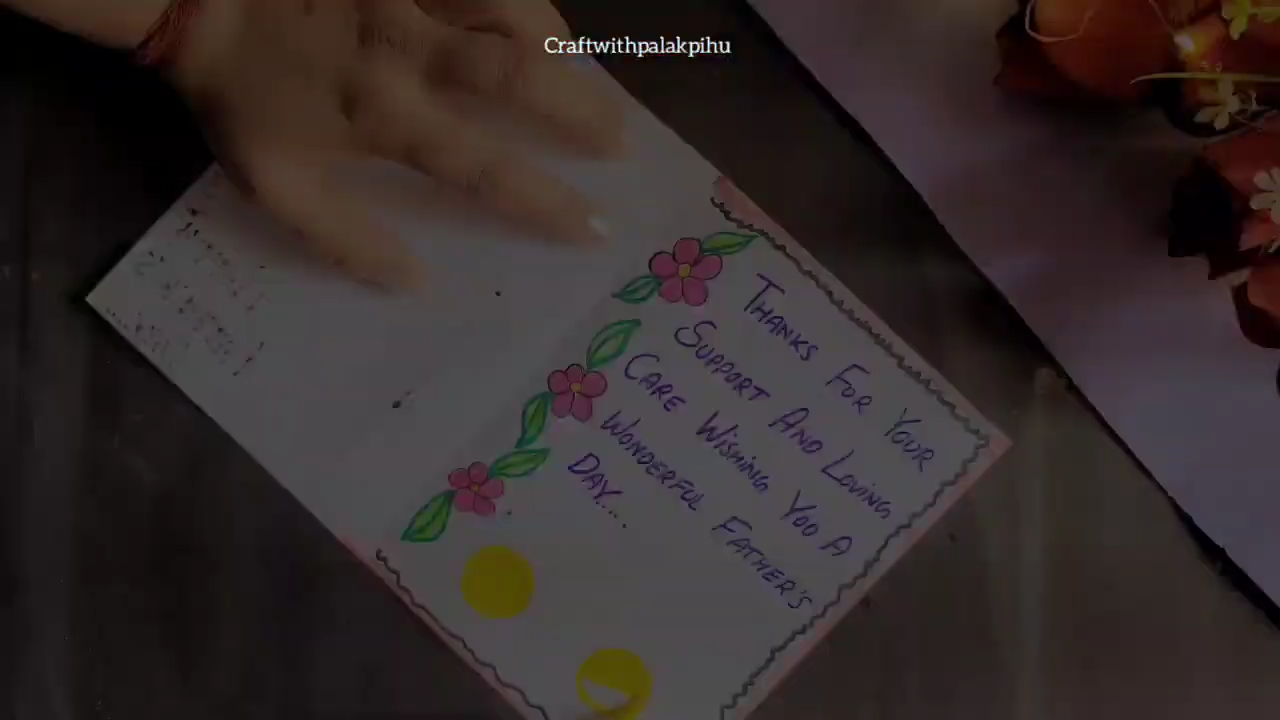 Craftwithpalakpihu
THANKS FOR YOUR
SUPPORT AND LOVING
CARE WISHING YOU A
WONDERFUL FATHER'S
DAY....